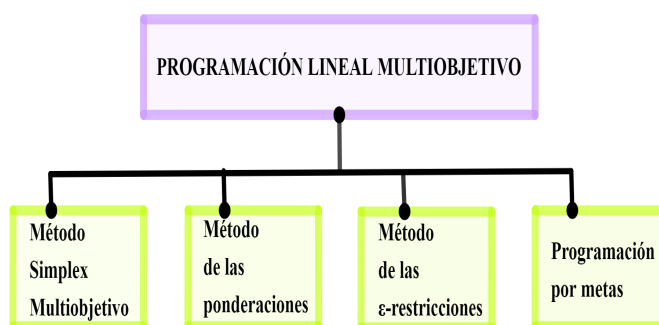 PROGRAMACIÓN LINEAL MULTIOBJETIVO
Método
Simplex
Multiobjetivo
Método
de las
ponderaciones
Método
de las
ε-restricciones
Programación
por metas